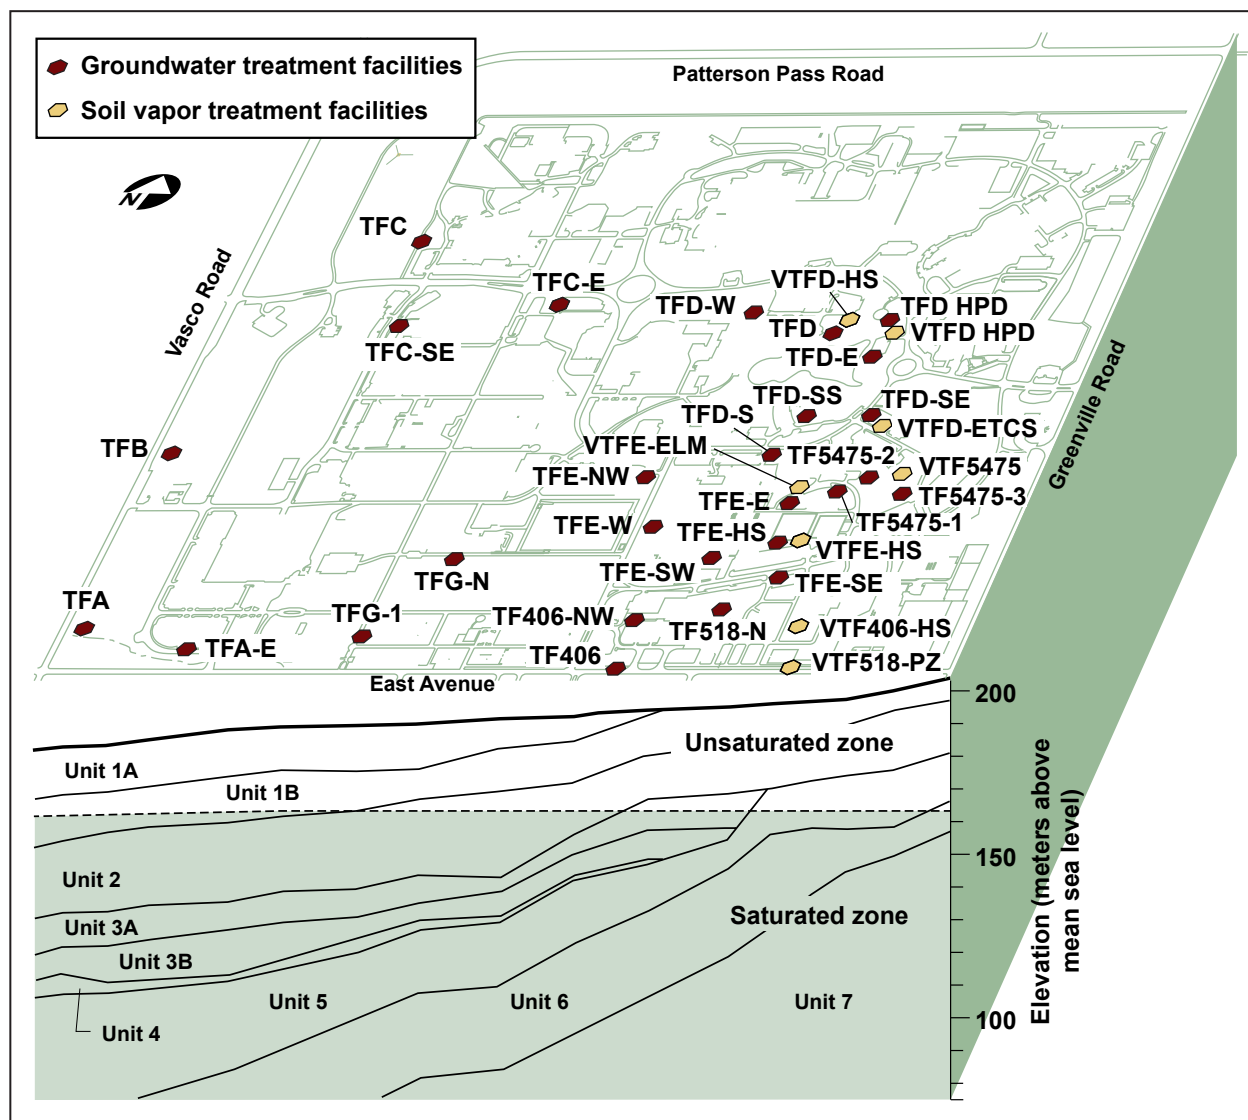 Groundwater treatment facilities
Soil vapor treatment facilities
Patterson Pass Road
N
Vasco Road
Greenville Road
TFC
TFC-E
TFC-SE
VTFD-HS
TFD-W
TFD HPD
TFD
VTFD HPD
TFD-E
TFD-SS
TFD-SE
TFD-S
VTFD-ETCS
VTFE-ELM
TF5475-2
TFB
TFE-NW
VTF5475
TFE-E
TF5475-3
TFE-W
TFE-HS
TF5475-1
VTFE-HS
TFG-N
TFE-SW
TFE-SE
TFA
TFG-1
TF406-NW
TF518-N
VTF406-HS
TFA-E
TF406
VTF518-PZ
East Avenue
200
Unsaturated zone
Unit 1A
Unit 1B
150
Unit 2
Saturated zone
Unit 3A
Unit 3B
Unit 5
Unit 6
Unit 7
100
Unit 4
Elevation (meters above
mean sea level)